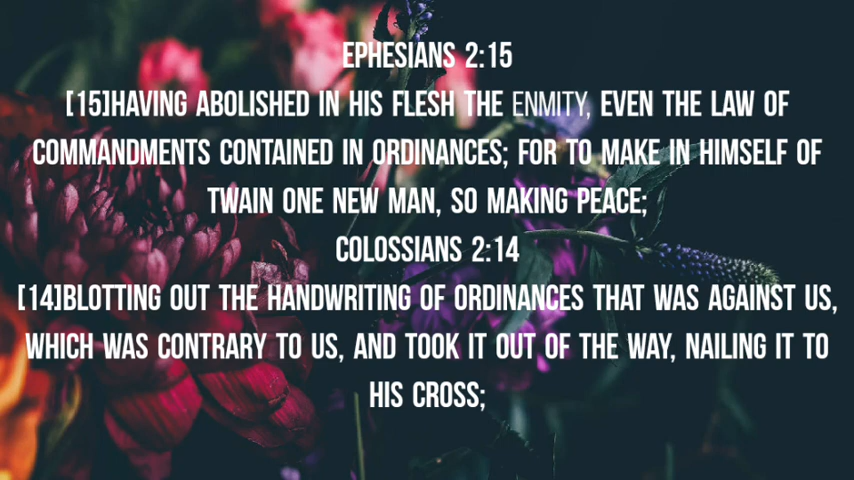 EPHESIANS 2:15
[15]HAVING ABOLISHED IN HIS FLESH THE ENMITY, EVEN THE LAW OF
COMMANDMENTS CONTAINED IN ORDINANCES; FOR TO MAKE IN HIMSELF OF
TWAIN ONE NEW MAN, SO MAKING PEACE;
COLOSSIANS 2:14
[14]BLOTTING OUT THE HANDWRITING OF ORDINANCES THAT WAS AGAINST US,
WHICH WAS CONTRARY TO US, AND TOOK IT OUT OF THE WAY, NAILING IT TO
HIS CROSS;